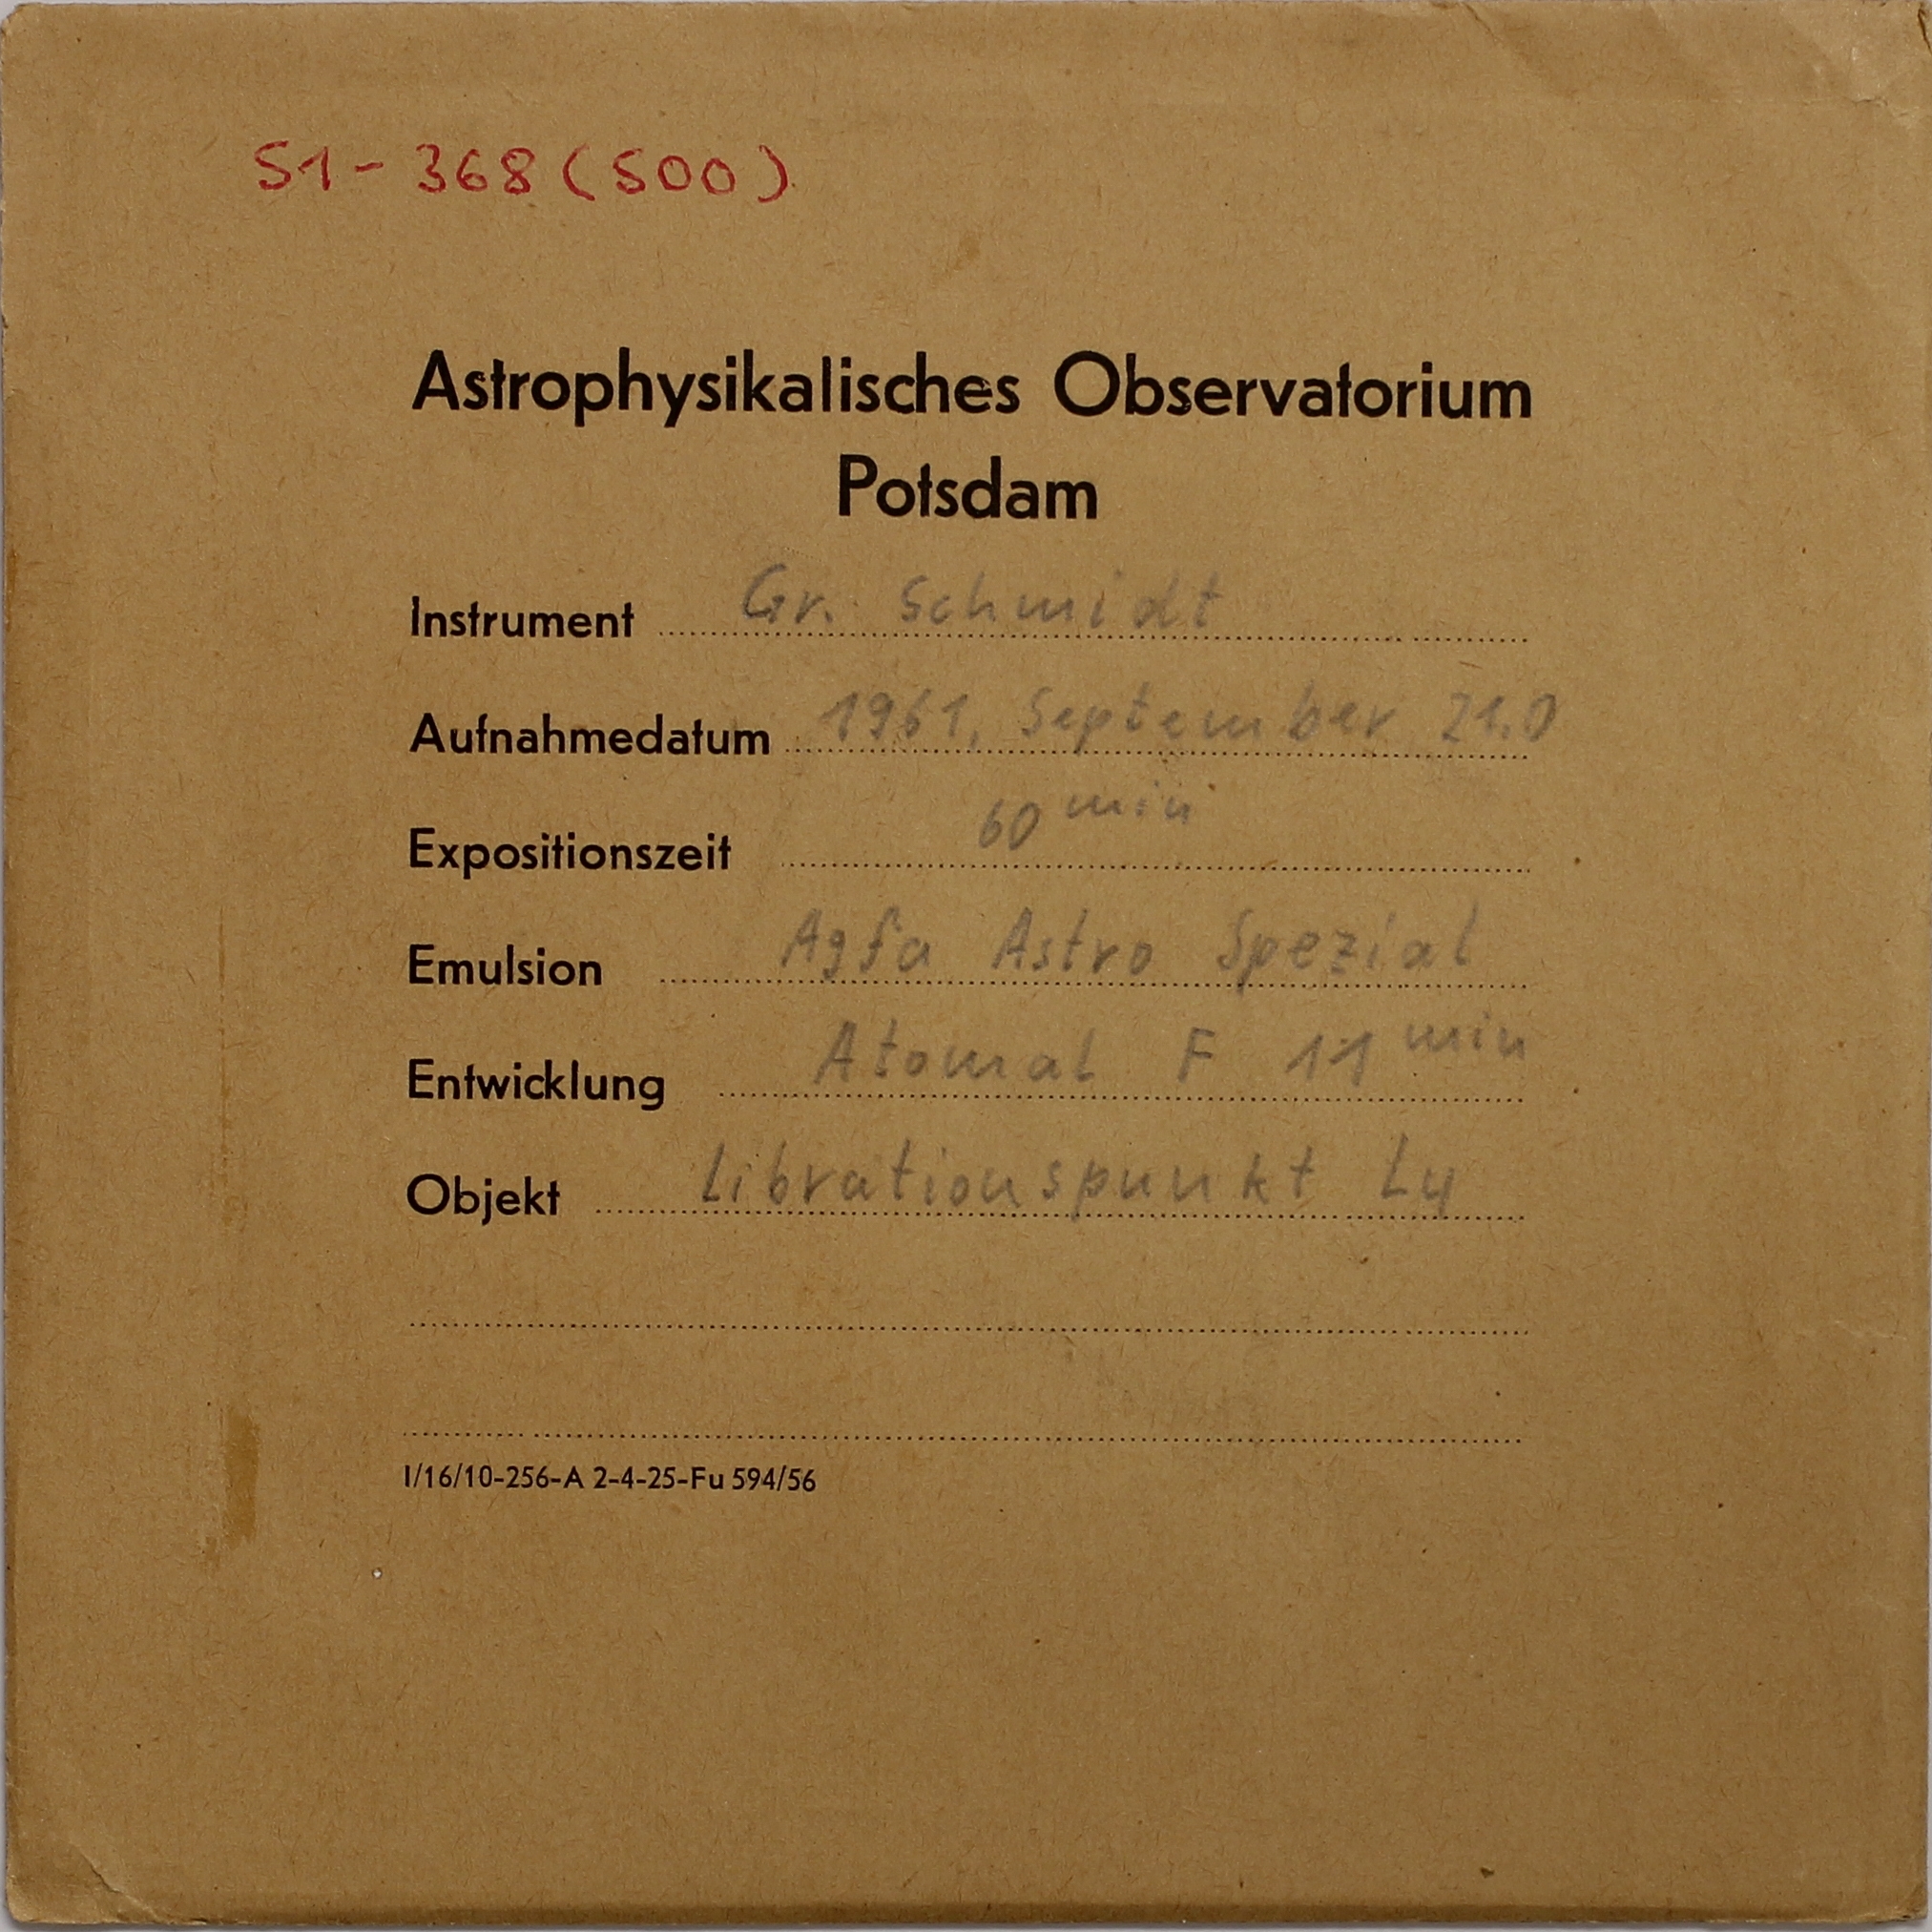 S1-368(500)
Astrophysikalisches Observatorium
Potsdam
Instrument Gr. Schmidt
Aufnahmedatum 1961, September 21.0
Expositionszeit 60 min
Emulsion Agfa Astro Spezial
Entwicklung Atomal F 11 min
Objekt Librationspunkt L4
I/16/10-256-A 2-4-25-Fu 594/56